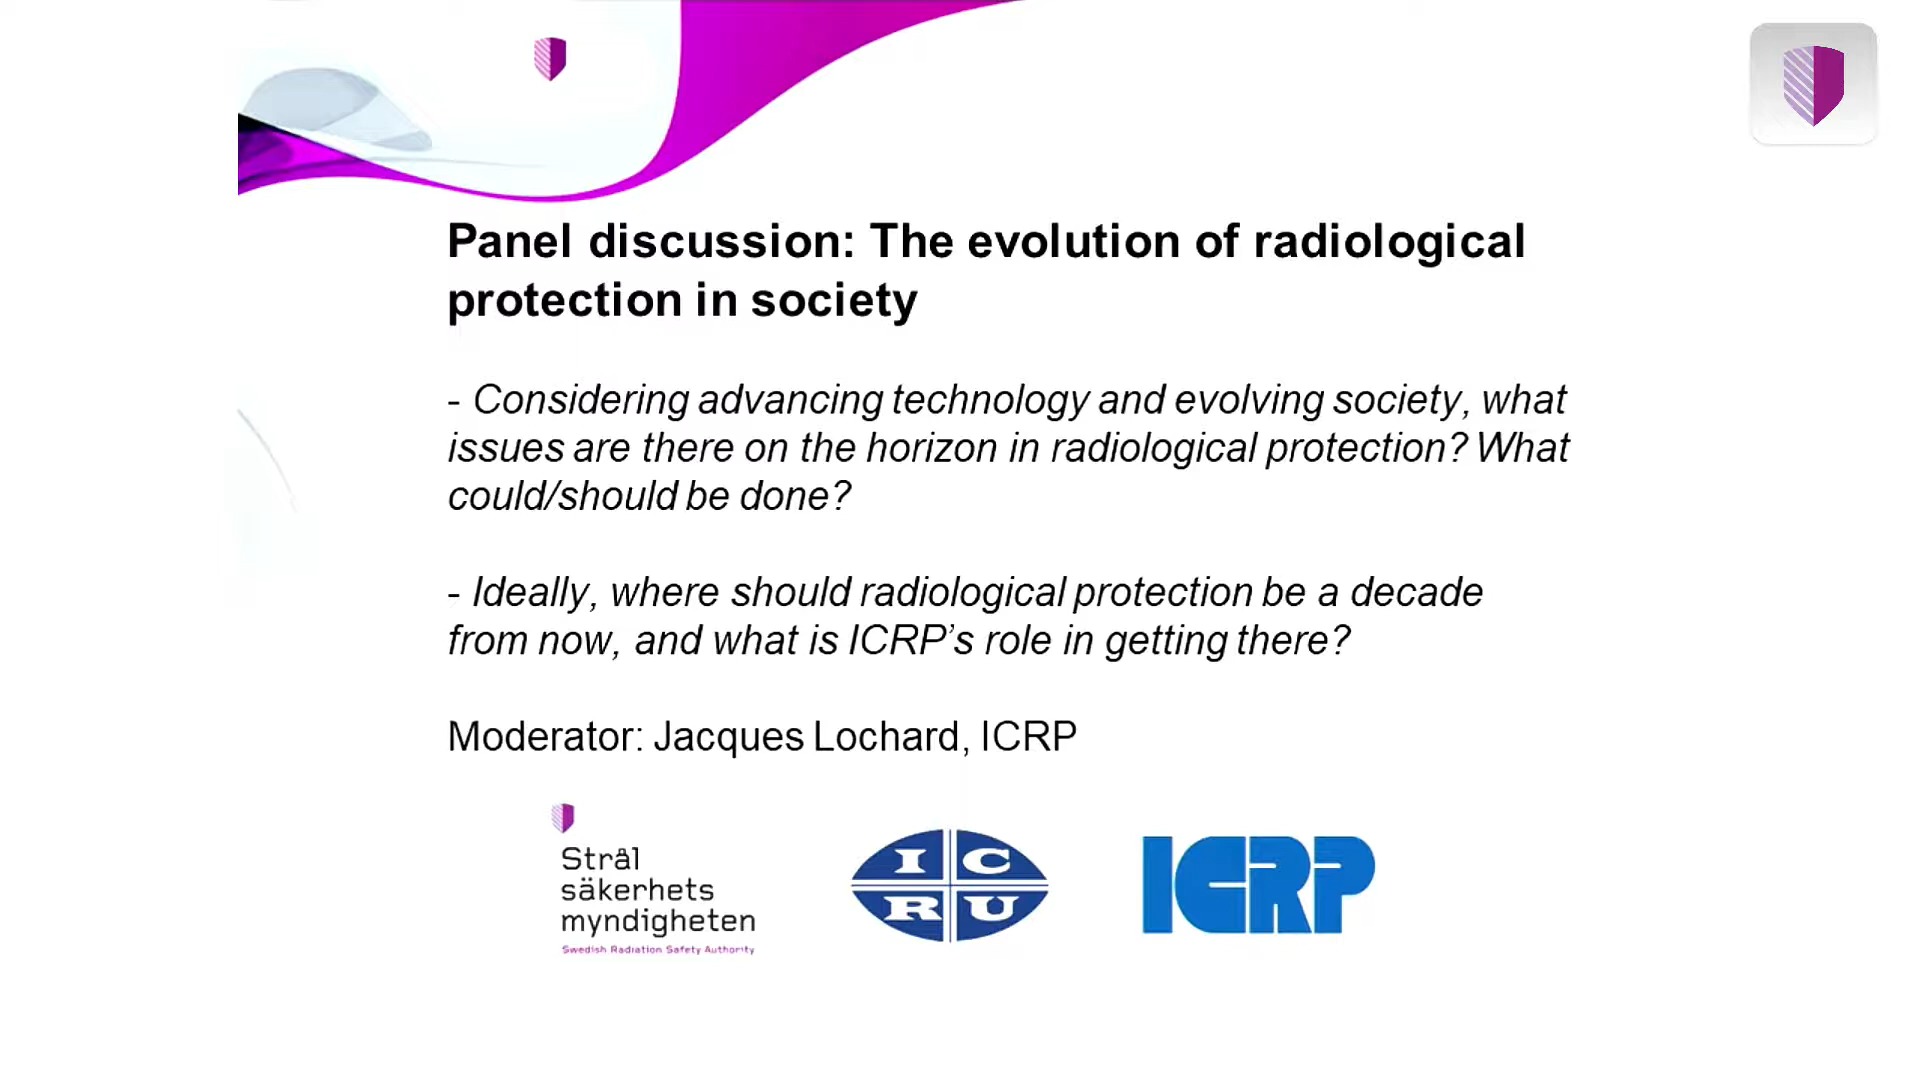 Panel discussion: The evolution of radiological
protection in society
- Considering advancing technology and evolving society, what
issues are there on the horizon in radiological protection? What
could/should be done?
- Ideally, where should radiological protection be a decade
from now, and what is ICRP’s role in getting there?
Moderator: Jacques Lochard, ICRP
Strål
säkerhets
myndigheten
Swedish Radiation Safety Authority
I C
R U
ICRP